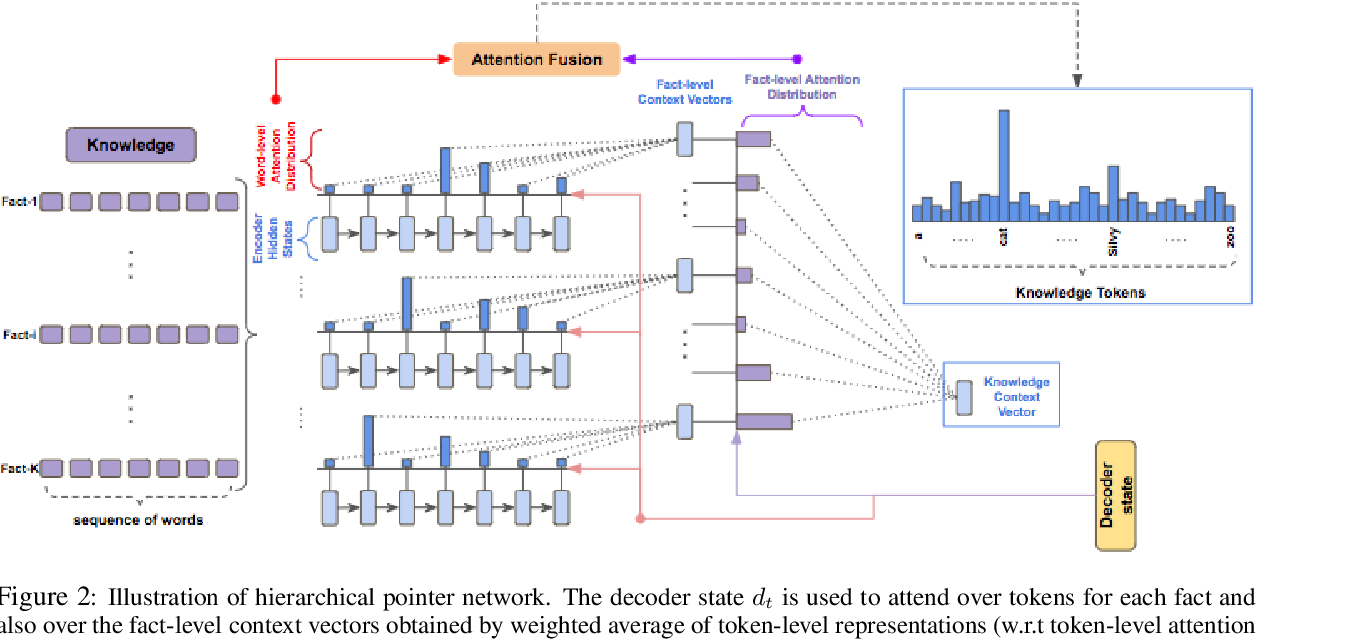 Attention Fusion
Fact-level
Context Vectors
Fact-level Attention
Distribution
Knowledge
Word-level
Attention
Distribution
Fact-1
Encoder
Hidden
States
a
.....
cat
.....
Silvy
.....
zoo
Knowledge Tokens
Fact-i
Knowledge
Context
Vector
Fact-K
sequence of words
Decoder
state
Figure 2: Illustration of hierarchical pointer network. The decoder state dₜ is used to attend over tokens for each fact and
also over the fact-level context vectors obtained by weighted average of token-level representations (w.r.t token-level attention